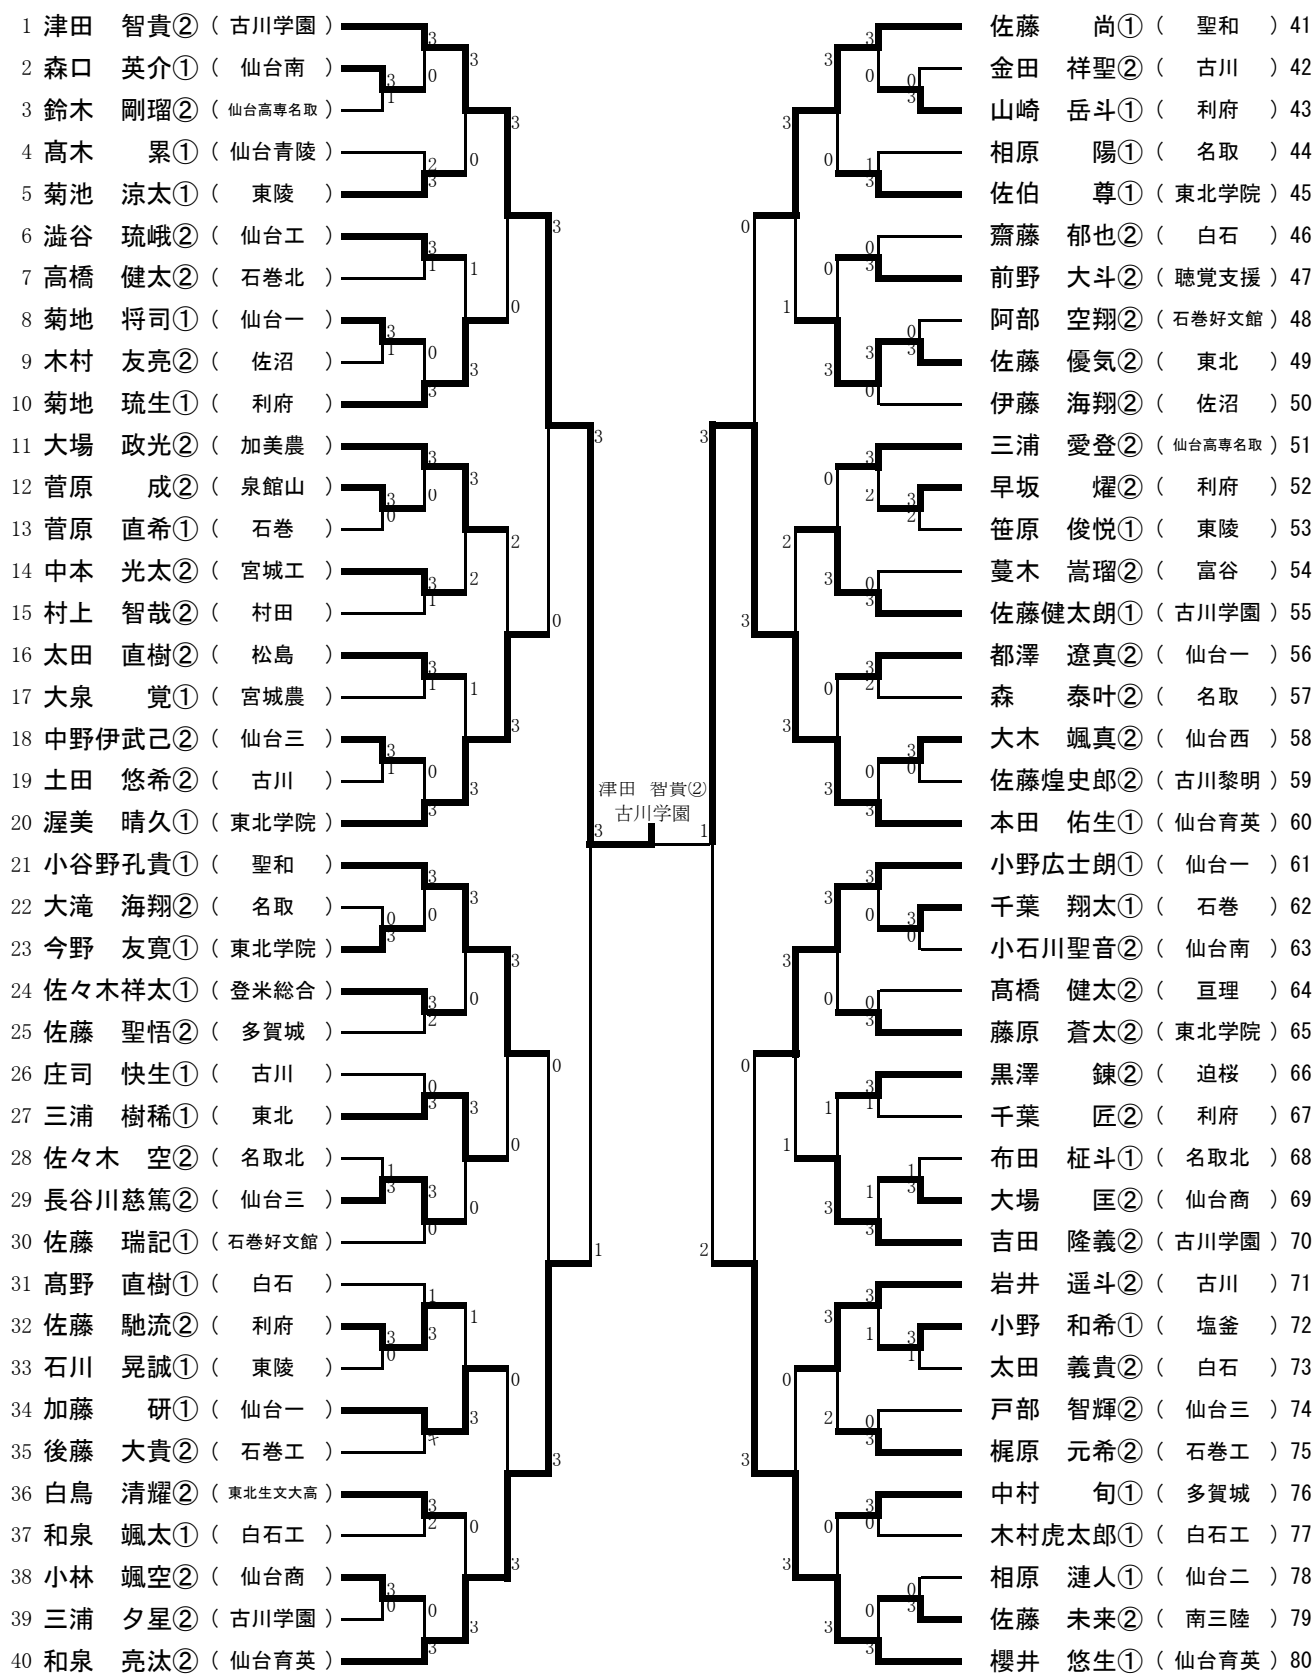 1 津田 智貴② ( 古川学園 )
2 森口 英介① ( 仙台南 )
3 鈴木 剛瑠② ( 仙台高専名取 )
4 髙木 累① ( 仙台青陵 )
5 菊池 涼太① ( 東陵 )
6 澁谷 琉峨② ( 仙台工 )
7 高橋 健太② ( 石巻北 )
8 菊地 将司① ( 仙台一 )
9 木村 友亮② ( 佐沼 )
10 菊地 琉生① ( 利府 )
11 大場 政光② ( 加美農 )
12 菅原 成② ( 泉館山 )
13 菅原 直希① ( 石巻 )
14 中本 光太② ( 宮城工 )
15 村上 智哉② ( 村田 )
16 太田 直樹② ( 松島 )
17 大泉 覚① ( 宮城農 )
18 中野伊武己② ( 仙台三 )
19 土田 悠希② ( 古川 )
20 渥美 晴久① ( 東北学院 )
21 小谷野孔貴① ( 聖和 )
22 大滝 海翔② ( 名取 )
23 今野 友寛① ( 東北学院 )
24 佐々木祥太① ( 登米総合 )
25 佐藤 聖悟② ( 多賀城 )
26 庄司 快生① ( 古川 )
27 三浦 樹稀① ( 東北 )
28 佐々木 空② ( 名取北 )
29 長谷川慈篤② ( 仙台三 )
30 佐藤 瑞記① ( 石巻好文館 )
31 髙野 直樹① ( 白石 )
32 佐藤 馳流② ( 利府 )
33 石川 晃誠① ( 東陵 )
34 加藤 研① ( 仙台一 )
35 後藤 大貴② ( 石巻工 )
36 白鳥 清耀② ( 東北生文大高 )
37 和泉 颯太① ( 白石工 )
38 小林 颯空② ( 仙台商 )
39 三浦 夕星② ( 古川学園 )
40 和泉 亮汰② ( 仙台育英 )
津田 智貴②
古川学園
3 1
佐藤 尚① ( 聖和 ) 41
金田 祥聖② ( 古川 ) 42
山崎 岳斗① ( 利府 ) 43
相原 陽① ( 名取 ) 44
佐伯 尊① ( 東北学院 ) 45
齋藤 郁也② ( 白石 ) 46
前野 大斗② ( 聴覚支援 ) 47
阿部 空翔② ( 石巻好文館 ) 48
佐藤 優気② ( 東北 ) 49
伊藤 海翔② ( 佐沼 ) 50
三浦 愛登② ( 仙台高専名取 ) 51
早坂 燿② ( 利府 ) 52
笹原 俊悦① ( 東陵 ) 53
蔓木 嵩瑠② ( 富谷 ) 54
佐藤健太朗① ( 古川学園 ) 55
都澤 遼真② ( 仙台一 ) 56
森 泰叶② ( 名取 ) 57
大木 颯真② ( 仙台西 ) 58
佐藤煌史郎② ( 古川黎明 ) 59
本田 佑生① ( 仙台育英 ) 60
小野広士朗① ( 仙台一 ) 61
千葉 翔太① ( 石巻 ) 62
小石川聖音② ( 仙台南 ) 63
髙橋 健太② ( 亘理 ) 64
藤原 蒼太② ( 東北学院 ) 65
黒澤 錬② ( 迫桜 ) 66
千葉 匠② ( 利府 ) 67
布田 柾斗① ( 名取北 ) 68
大場 匡② ( 仙台商 ) 69
吉田 隆義② ( 古川学園 ) 70
岩井 遥斗② ( 古川 ) 71
小野 和希① ( 塩釜 ) 72
太田 義貴② ( 白石 ) 73
戸部 智輝② ( 仙台三 ) 74
梶原 元希② ( 石巻工 ) 75
中村 旬① ( 多賀城 ) 76
木村虎太郎① ( 白石工 ) 77
相原 漣人① ( 仙台二 ) 78
佐藤 未来② ( 南三陸 ) 79
櫻井 悠生① ( 仙台育英 ) 80